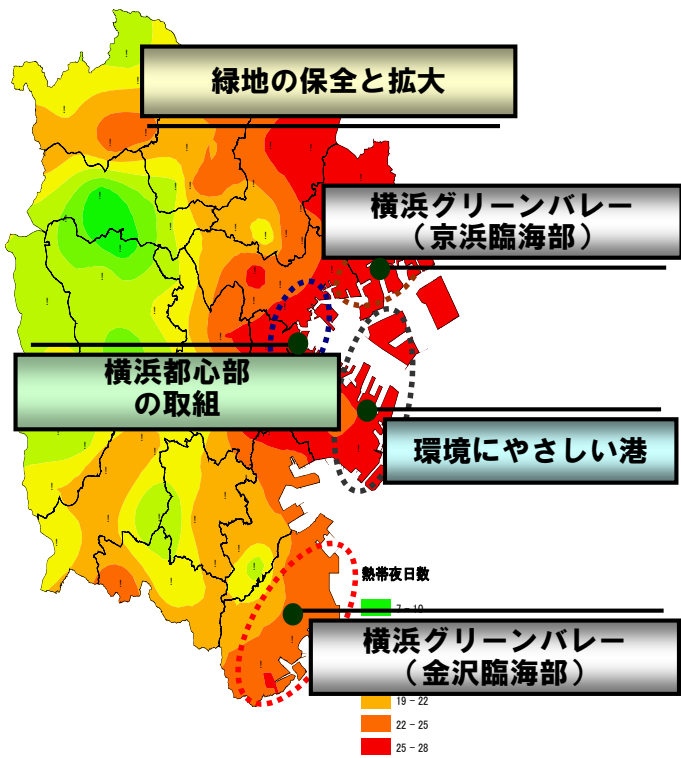 緑地の保全と拡大
横浜グリーンバレー
（京浜臨海部）
横浜都心部
の取組
環境にやさしい港
熱帯夜日数
横浜グリーンバレー
（金沢臨海部）
19 - 22
22 - 25
25 - 28